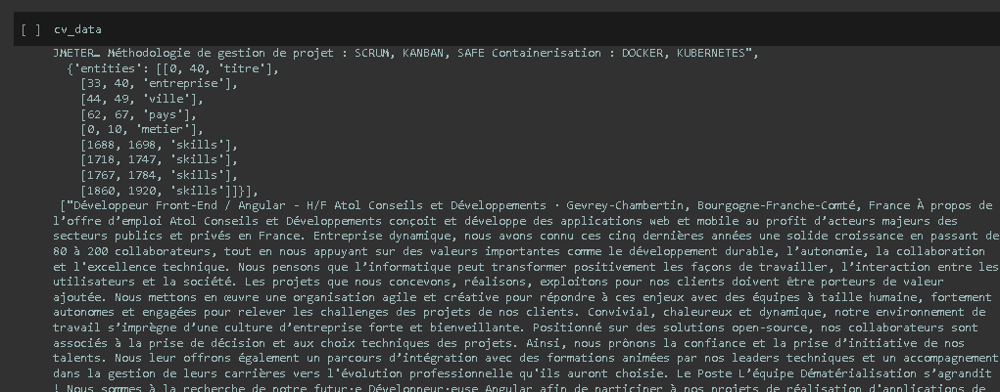 [ ] cv_data
JMETER… Méthodologie de gestion de projet : SCRUM, KANBAN, SAFE Containerisation : DOCKER, KUBERNETES",
{'entities': [[0, 40, 'titre'],
[33, 40, 'entreprise'],
[44, 49, 'ville'],
[62, 67, 'pays'],
[0, 10, 'metier'],
[1688, 1698, 'skills'],
[1718, 1747, 'skills'],
[1767, 1784, 'skills'],
[1860, 1920, 'skills']]}],
["Développeur Front-End / Angular - H/F Atol Conseils et Développements · Gevrey-Chambertin, Bourgogne-Franche-Comté, France À propos de
l’offre d’emploi Atol Conseils et Développements conçoit et développe des applications web et mobile au profit d’acteurs majeurs des
secteurs publics et privés en France. Entreprise dynamique, nous avons connu ces cinq dernières années une solide croissance en passant de
80 à 200 collaborateurs, tout en nous appuyant sur des valeurs importantes comme le développement durable, l’autonomie, la collaboration
et l'excellence technique. Nous pensons que l’informatique peut transformer positivement les façons de travailler, l’interaction entre les
utilisateurs et la société. Les projets que nous concevons, réalisons, exploitons pour nos clients doivent être porteurs de valeur
ajoutée. Nous mettons en œuvre une organisation agile et créative pour répondre à ces enjeux avec des équipes à taille humaine, fortement
autonomes et engagées pour relever les challenges des projets de nos clients. Convivial, chaleureux et dynamique, notre environnement de
travail s’imprègne d’une culture d’entreprise forte et bienveillante. Positionné sur des solutions open-source, nos collaborateurs sont
associés à la prise de décision et aux choix techniques des projets. Ainsi, nous prônons la confiance et la prise d’initiative de nos
talents. Nous leur offrons également un parcours d’intégration avec des formations animées par nos leaders techniques et un accompagnement
dans la gestion de leurs carrières vers l'évolution professionnelle qu'ils auront choisie. Le Poste L’équipe Dématérialisation s’agrandit
! Nous sommes à la recherche de notre futur·e Développeur·euse Angular afin de participer à nos projets de réalisation d'applications de